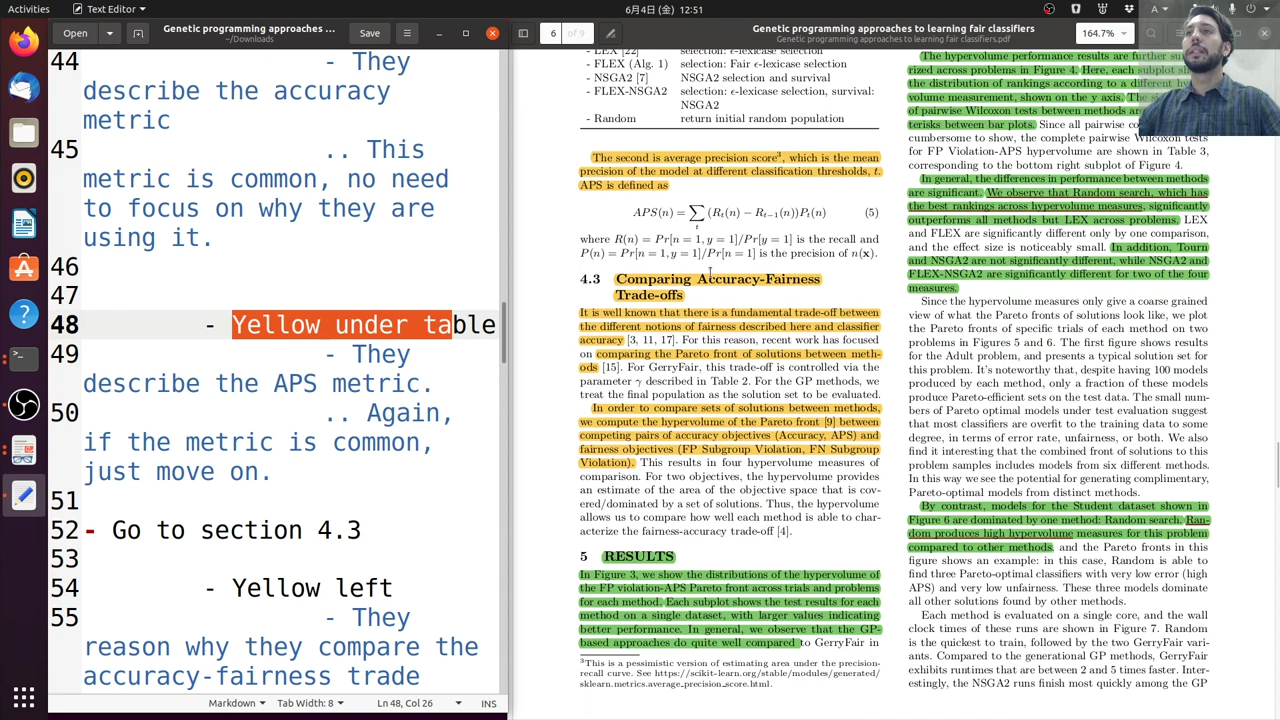 Activities
Text Editor
6月4日 (金) 12:51
A
Open
Genetic programming approaches ...
~/Downloads
Save
6
of 9
Genetic programming approaches to learning fair classifiers
Genetic programming approaches to learning fair classifiers.pdf
164.7%
44
- They
describe the accuracy
metric
45 .. This
metric is common, no need
to focus on why they are
using it.
46
47
48 - Yellow under table
49 - They
describe the APS metric.
50 .. Again,
if the metric is common,
just move on.
51
52 - Go to section 4.3
53
54 - Yellow left
55 - They
reason why they compare the
accuracy-fairness trade
Markdown
Tab Width: 8
Ln 48, Col 26
INS
- LEX [22] selection: ϵ-lexicase selection
- FLEX (Alg. 1) selection: Fair ϵ-lexicase selection
- NSGA2 [7] NSGA2 selection and survival
- FLEX-NSGA2 selection: ϵ-lexicase selection, survival:
NSGA2
- Random return initial random population
The second is average precision score3, which is the mean
precision of the model at different classification thresholds, t.
APS is defined as
APS(n) = ∑ (Rt(n) − Rt−1(n))Pt(n) (5)
t
where R(n) = Pr[n = 1, y = 1]/Pr[y = 1] is the recall and
P(n) = Pr[n = 1, y = 1]/Pr[n = 1] is the precision of n(x).
4.3 Comparing Accuracy-Fairness
Trade-offs
It is well known that there is a fundamental trade-off between
the different notions of fairness described here and classifier
accuracy [3, 11, 17]. For this reason, recent work has focused
on comparing the Pareto front of solutions between meth-
ods [15]. For GerryFair, this trade-off is controlled via the
parameter γ described in Table 2. For the GP methods, we
treat the final population as the solution set to be evaluated.
In order to compare sets of solutions between methods,
we compute the hypervolume of the Pareto front [9] between
competing pairs of accuracy objectives (Accuracy, APS) and
fairness objectives (FP Subgroup Violation, FN Subgroup
Violation). This results in four hypervolume measures of
comparison. For two objectives, the hypervolume provides
an estimate of the area of the objective space that is cov-
ered/dominated by a set of solutions. Thus, the hypervolume
allows us to compare how well each method is able to char-
acterize the fairness-accuracy trade-off [4].
5 RESULTS
In Figure 3, we show the distributions of the hypervolume of
the FP violation-APS Pareto front across trials and problems
for each method. Each subplot shows the test results for each
method on a single dataset, with larger values indicating
better performance. In general, we observe that the GP-
based approaches do quite well compared to GerryFair in
3This is a pessimistic version of estimating area under the precision-
recall curve. See https://scikit-learn.org/stable/modules/generated/
sklearn.metrics.average_precision_score.html.
The hypervolume performance results are further su
rized across problems in Figure 4. Here, each subplot sh
the distribution of rankings according to a different hy
volume measurement, shown on the y axis. The si
of pairwise Wilcoxon tests between methods are
terisks between bar plots. Since all pairwise co
cumbersome to show, the complete pairwise Wilcoxon tests
for FP Violation-APS hypervolume are shown in Table 3,
corresponding to the bottom right subplot of Figure 4.
In general, the differences in performance between methods
are significant. We observe that Random search, which has
the best rankings across hypervolume measures, significantly
outperforms all methods but LEX across problems. LEX
and FLEX are significantly different only by one comparison,
and the effect size is noticeably small. In addition, Tourn
and NSGA2 are not significantly different, while NSGA2 and
FLEX-NSGA2 are significantly different for two of the four
measures.
Since the hypervolume measures only give a coarse grained
view of what the Pareto fronts of solutions look like, we plot
the Pareto fronts of specific trials of each method on two
problems in Figures 5 and 6. The first figure shows results
for the Adult problem, and presents a typical solution set for
this problem. It's noteworthy that, despite having 100 models
produced by each method, only a fraction of these models
produce Pareto-efficient sets on the test data. The small num-
bers of Pareto optimal models under test evaluation suggest
that most classifiers are overfit to the training data to some
degree, in terms of error rate, unfairness, or both. We also
find it interesting that the combined front of solutions to this
problem samples includes models from six different methods.
In this way we see the potential for generating complimentary,
Pareto-optimal models from distinct methods.
By contrast, models for the Student dataset shown in
Figure 6 are dominated by one method: Random search. Ran-
dom produces high hypervolume measures for this problem
compared to other methods, and the Pareto fronts in this
figure shows an example: in this case, Random is able to
find three Pareto-optimal classifiers with very low error (high
APS) and very low unfairness. These three models dominate
all other solutions found by other methods.
Each method is evaluated on a single core, and the wall
clock times of these runs are shown in Figure 7. Random
is the quickest to train, followed by the two GerryFair vari-
ants. Compared to the generational GP methods, GerryFair
exhibits runtimes that are between 2 and 5 times faster. Inter-
estingly, the NSGA2 runs finish most quickly among the GP